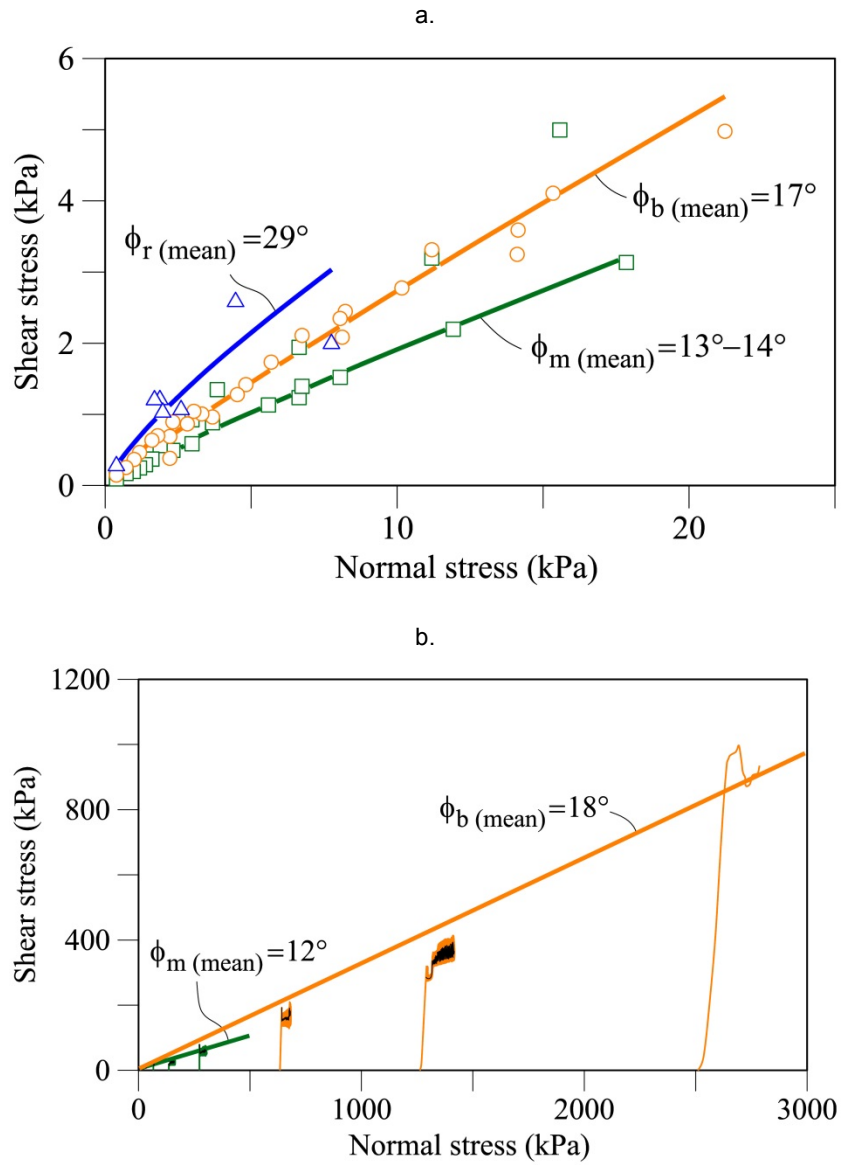 a.
6
4
2
0
Shear stress (kPa)
ϕr (mean) =29°
ϕb (mean)=17°
ϕm (mean)=13°–14°
0 10 20
Normal stress (kPa)
b.
1200
800
400
0
Shear stress (kPa)
ϕb (mean)=18°
ϕm (mean)=12°
0 1000 2000 3000
Normal stress (kPa)